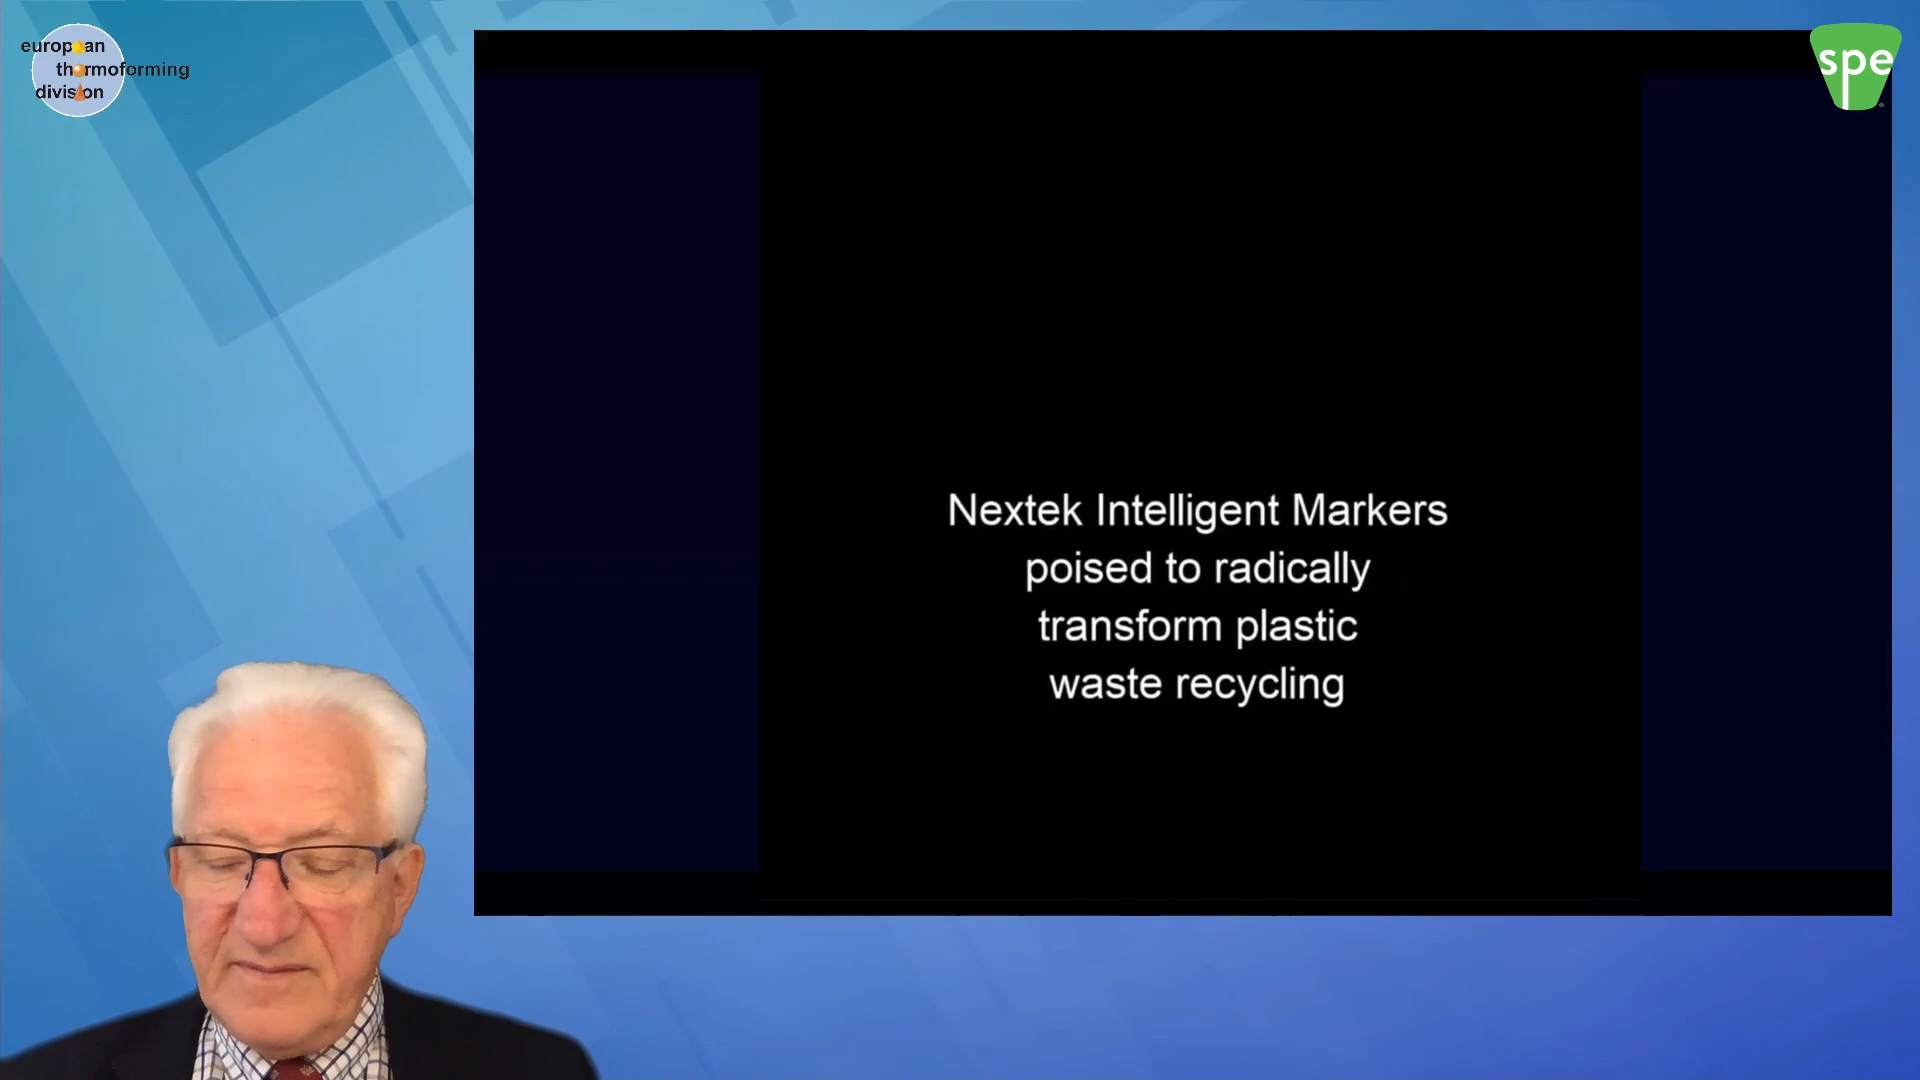 european
thermoforming
division
spe
Nextek Intelligent Markers
poised to radically
transform plastic
waste recycling